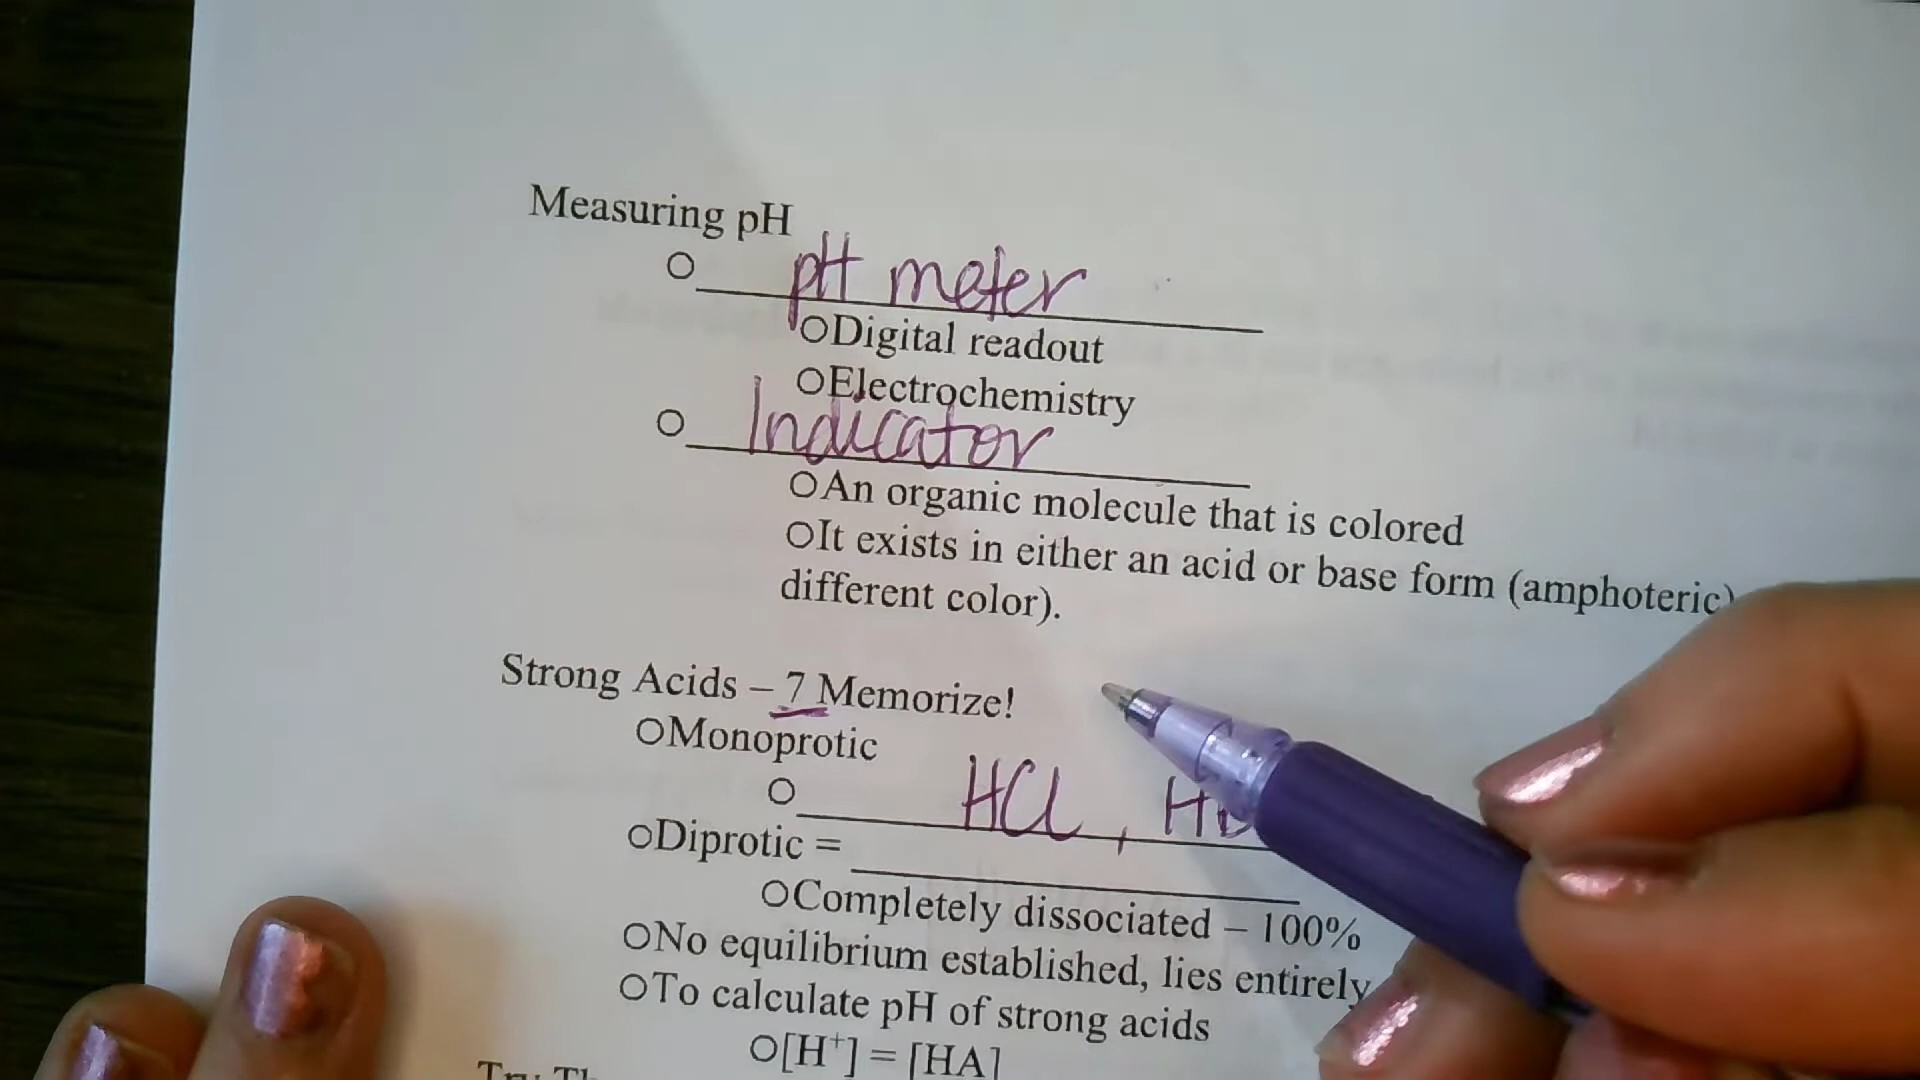 Measuring pH
pH meter
Digital readout
Electrochemistry
Indicator
An organic molecule that is colored
It exists in either an acid or base form (amphoteric)
different color).
Strong Acids – 7 Memorize!
Monoprotic
HCl ,
Diprotic =
Completely dissociated – 100%
No equilibrium established, lies entirely
To calculate pH of strong acids
[H⁺] = [HA]